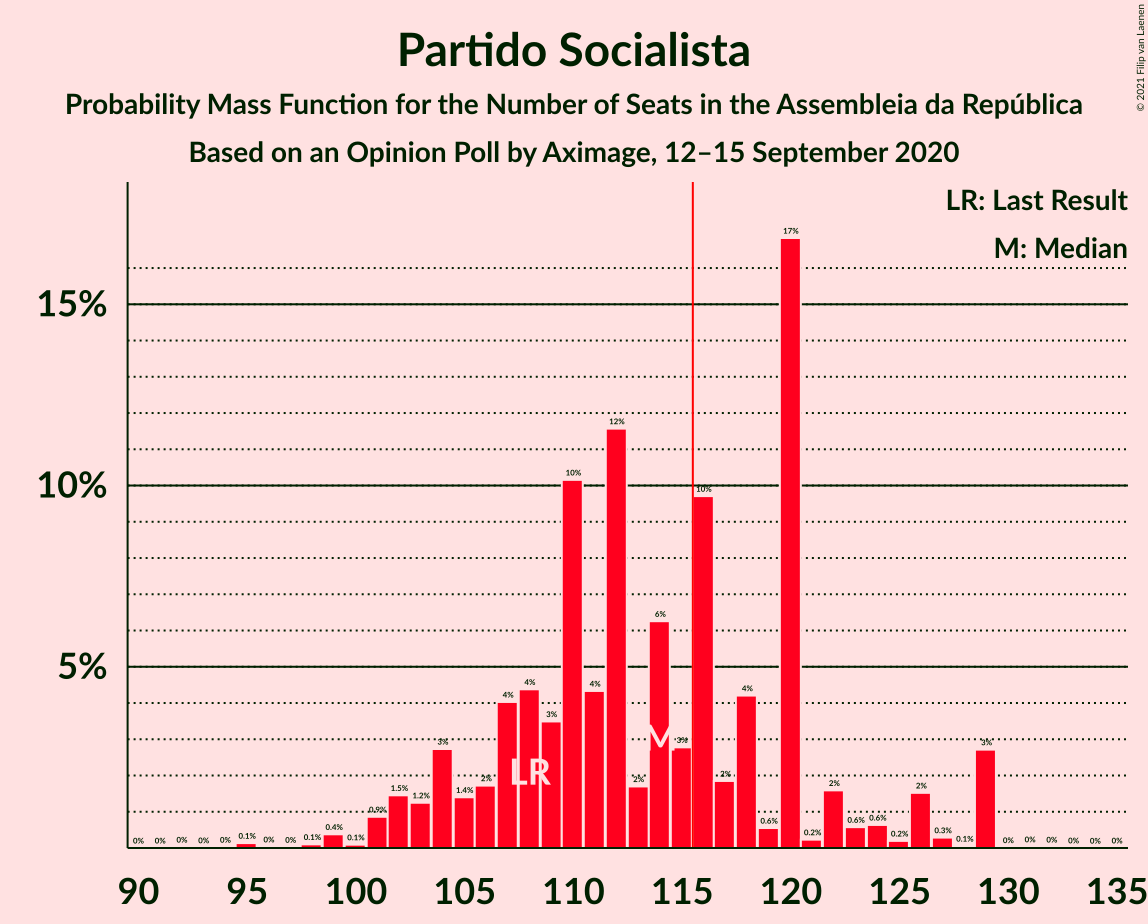 Partido Socialista
Probability Mass Function for the Number of Seats in the Assembleia da República
Based on an Opinion Poll by Aximage, 12–15 September 2020
© 2021 Filip van Laenen
LR: Last Result
M: Median
15%
10%
5%
0% 0% 0% 0% 0% 0.1% 0% 0% 0.1% 0.4% 0.1% 0.9% 1.5% 1.2% 3% 1.4% 2% 4% 4% 3% 10% 4% 12% 2% 6% 3% 10% 2% 4% 0.6% 17% 0.2% 2% 0.6% 0.6% 0.2% 2% 0.3% 0.1% 3% 0% 0% 0% 0% 0% 0%
LR
M
90 95 100 105 110 115 120 125 130 135